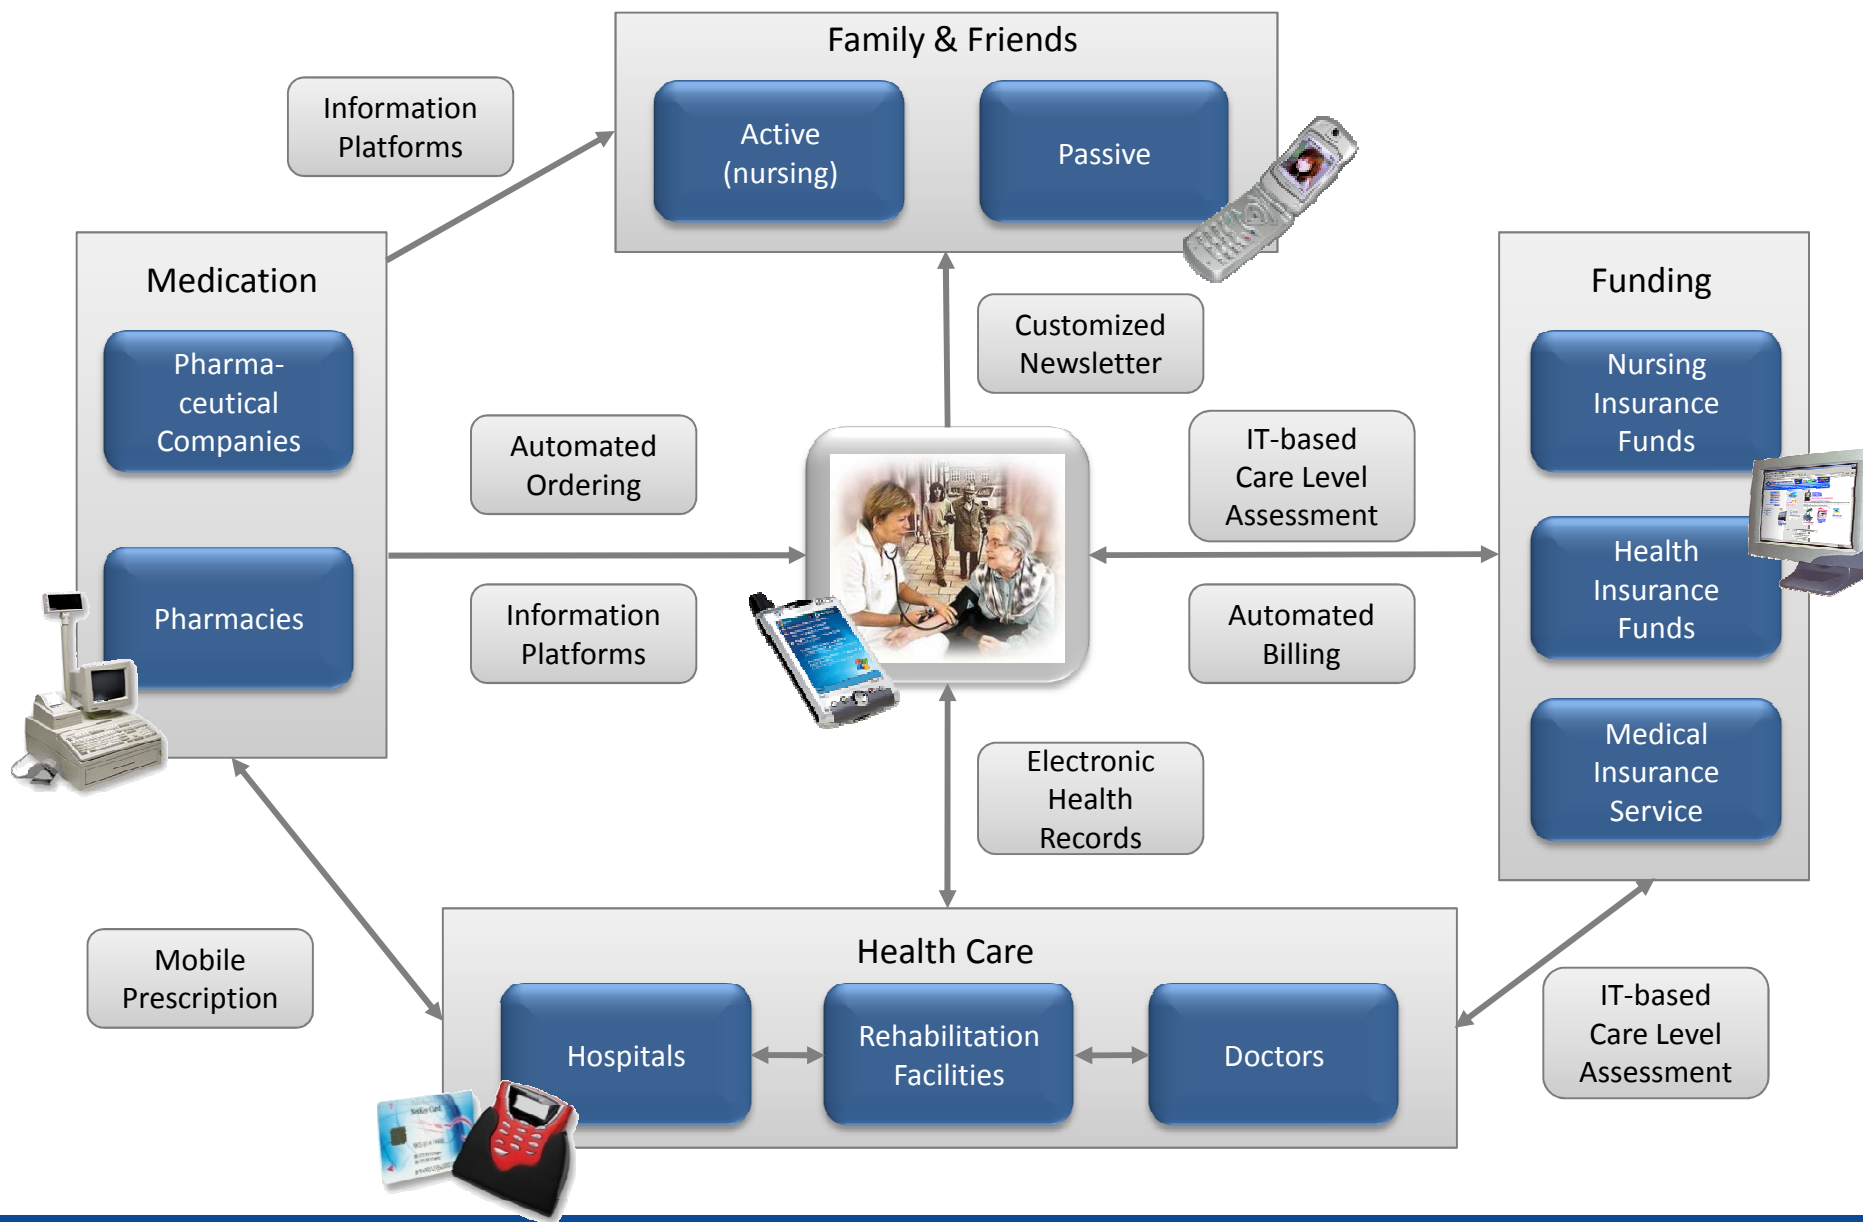 Family & Friends
Information
Platforms
Active
(nursing)
Passive
Medication
Pharma-
ceutical
Companies
Pharmacies
Customized
Newsletter
Funding
Nursing
Insurance
Funds
Health
Insurance
Funds
Medical
Insurance
Service
Automated
Ordering
Information
Platforms
IT-based
Care Level
Assessment
Automated
Billing
Electronic
Health
Records
Mobile
Prescription
Health Care
Hospitals
Rehabilitation
Facilities
Doctors
IT-based
Care Level
Assessment
NetKey Card